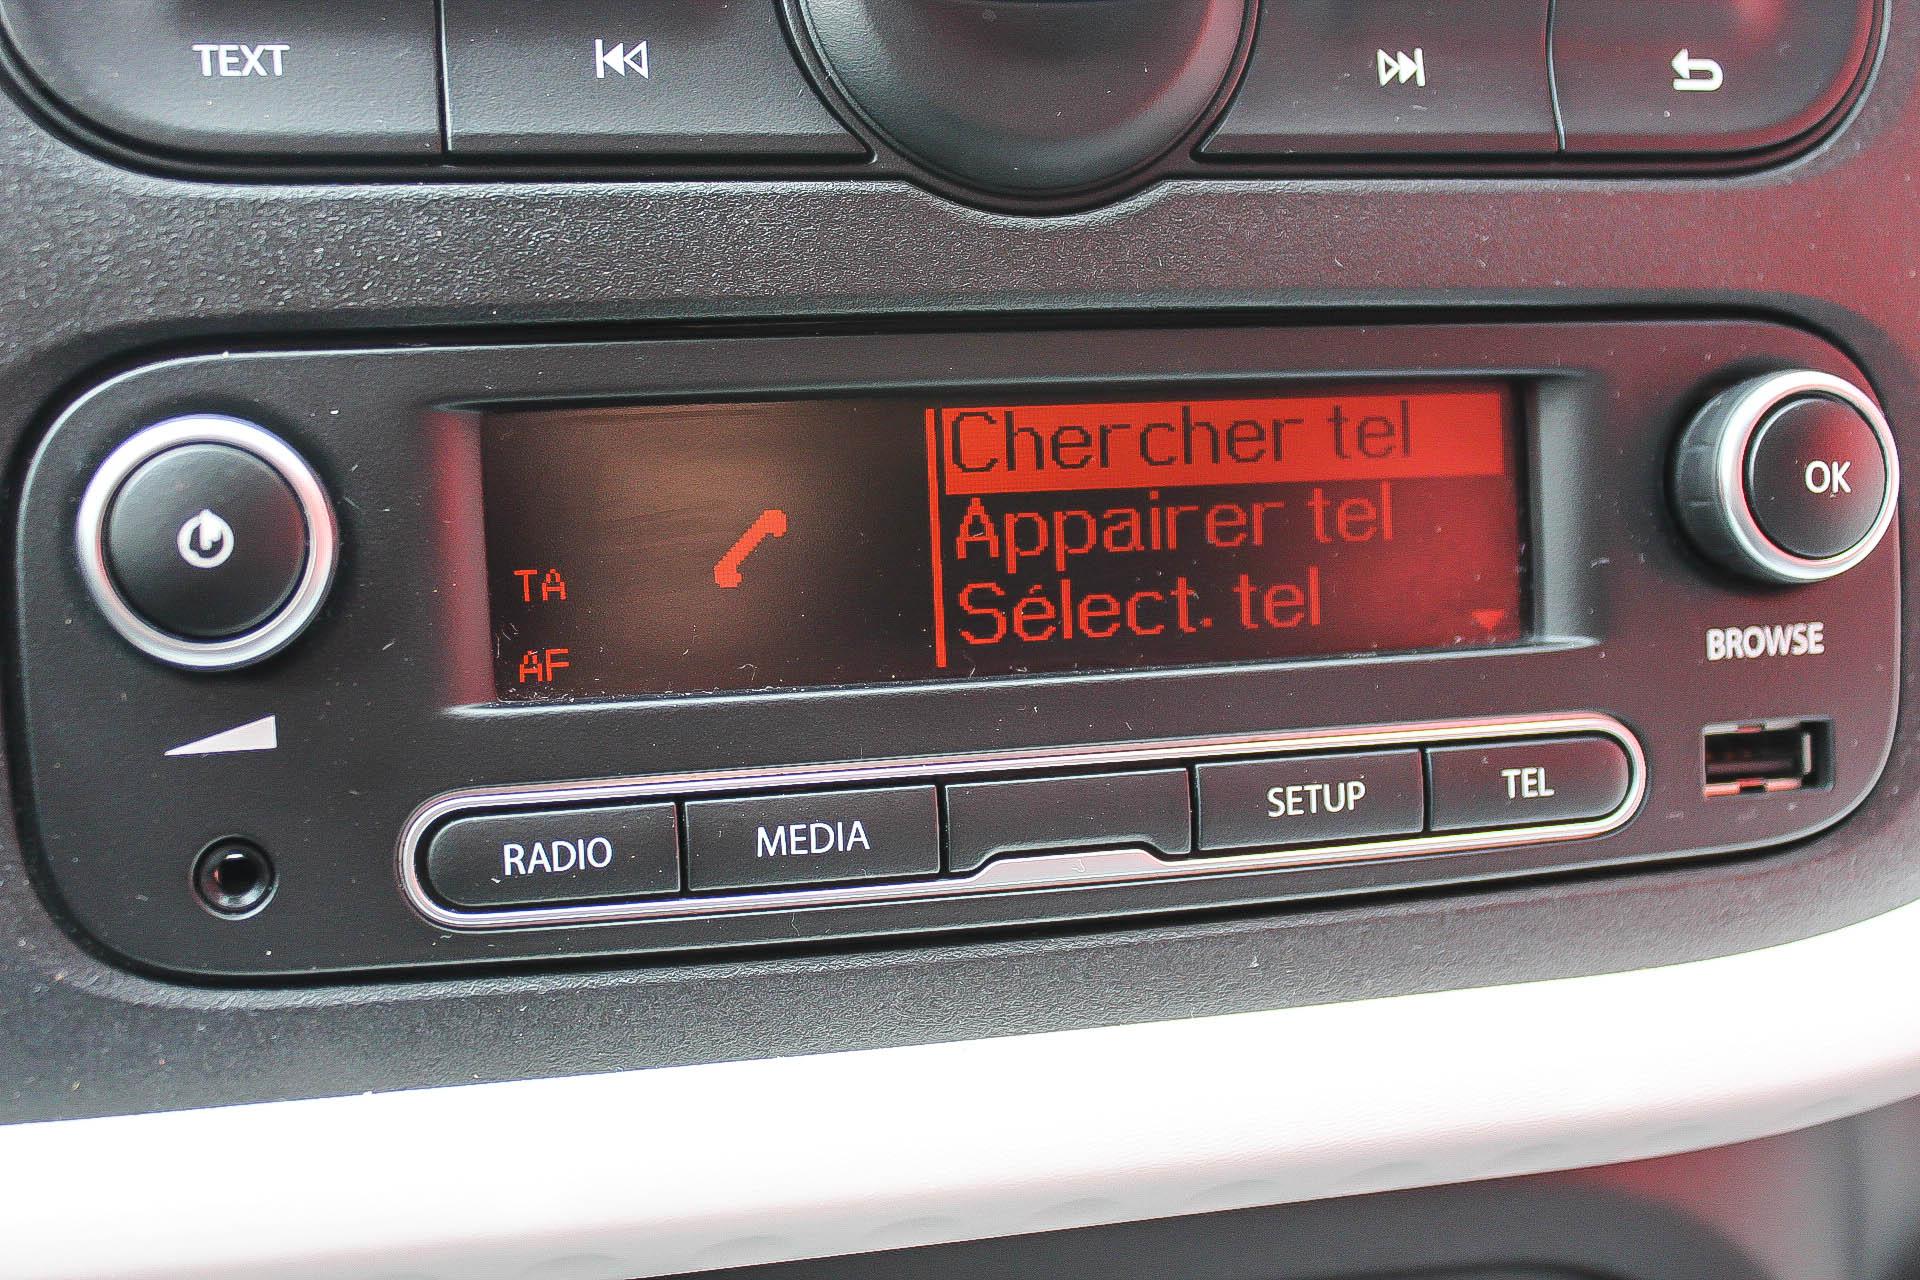 TEXT
Chercher tel
Appairer tel
Sélect. tel
TA
AF
OK
BROWSE
RADIO
MEDIA
SETUP
TEL